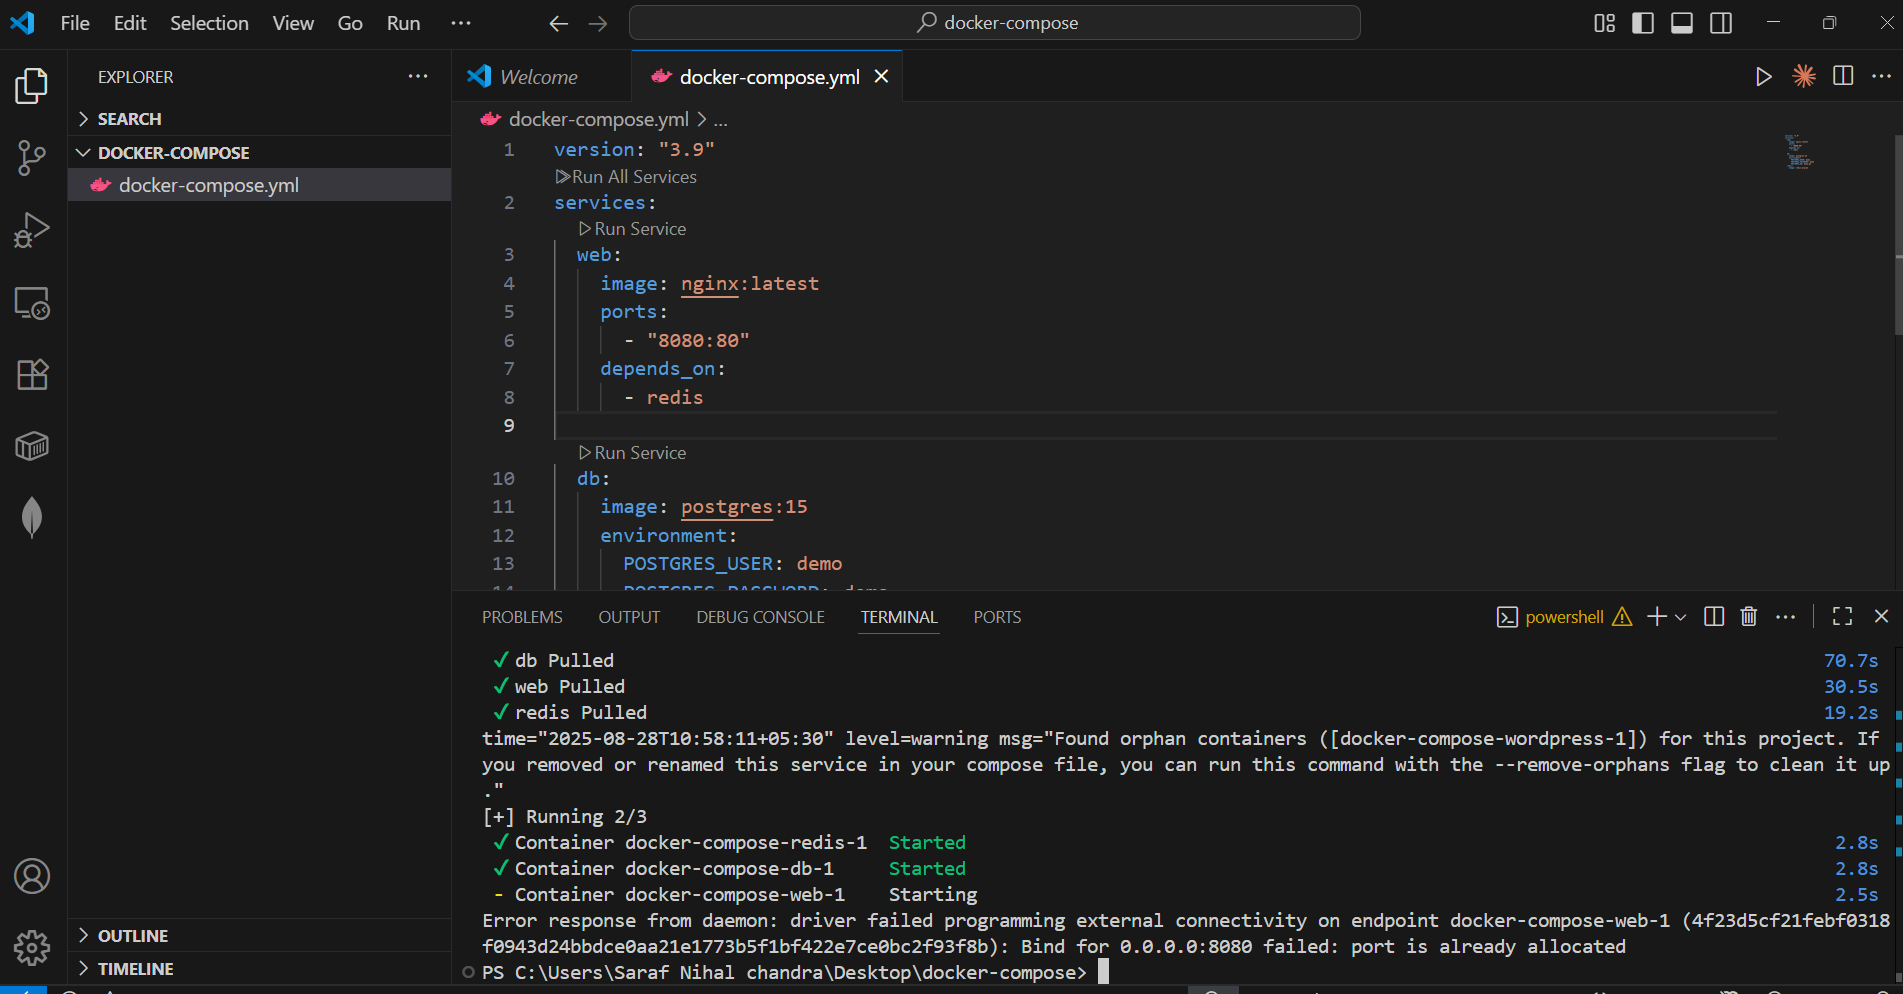 File Edit Selection View Go Run ···
docker-compose
EXPLORER
SEARCH
DOCKER-COMPOSE
docker-compose.yml
OUTLINE
TIMELINE
Welcome
docker-compose.yml
docker-compose.yml > ...
1 version: "3.9"
Run All Services
2 services:
Run Service
3 web:
4 image: nginx:latest
5 ports:
6 - "8080:80"
7 depends_on:
8 - redis
9
Run Service
10 db:
11 image: postgres:15
12 environment:
13 POSTGRES_USER: demo
14 POSTGRES_PASSWORD: demo
PROBLEMS OUTPUT DEBUG CONSOLE TERMINAL PORTS
powershell
✓ db Pulled 70.7s
✓ web Pulled 30.5s
✓ redis Pulled 19.2s
time="2025-08-28T10:58:11+05:30" level=warning msg="Found orphan containers ([docker-compose-wordpress-1]) for this project. If
you removed or renamed this service in your compose file, you can run this command with the --remove-orphans flag to clean it up
."
[+] Running 2/3
✓ Container docker-compose-redis-1 Started 2.8s
✓ Container docker-compose-db-1 Started 2.8s
- Container docker-compose-web-1 Starting 2.5s
Error response from daemon: driver failed programming external connectivity on endpoint docker-compose-web-1 (4f23d5cf21febf0318
f0943d24bbdce0aa21e1773b5f1bf422e7ce0bc2f93f8b): Bind for 0.0.0.0:8080 failed: port is already allocated
PS C:\Users\Saraf Nihal chandra\Desktop\docker-compose>